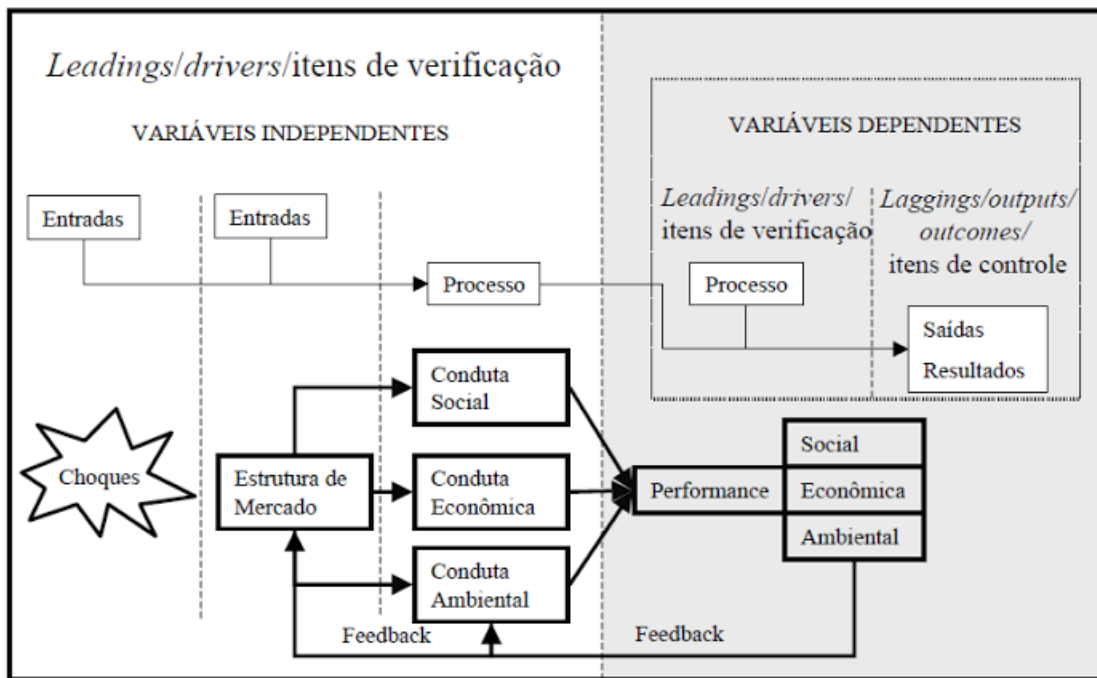 Leadings/drivers/itens de verificação
VARIÁVEIS INDEPENDENTES
VARIÁVEIS DEPENDENTES
Entradas
Entradas
Leadings/drivers/
itens de verificação
Laggings/outputs/
outcomes/
itens de controle
Processo
Processo
Saídas
Resultados
Choques
Estrutura de
Mercado
Conduta
Social
Conduta
Econômica
Conduta
Ambiental
Performance
Social
Econômica
Ambiental
Feedback
Feedback